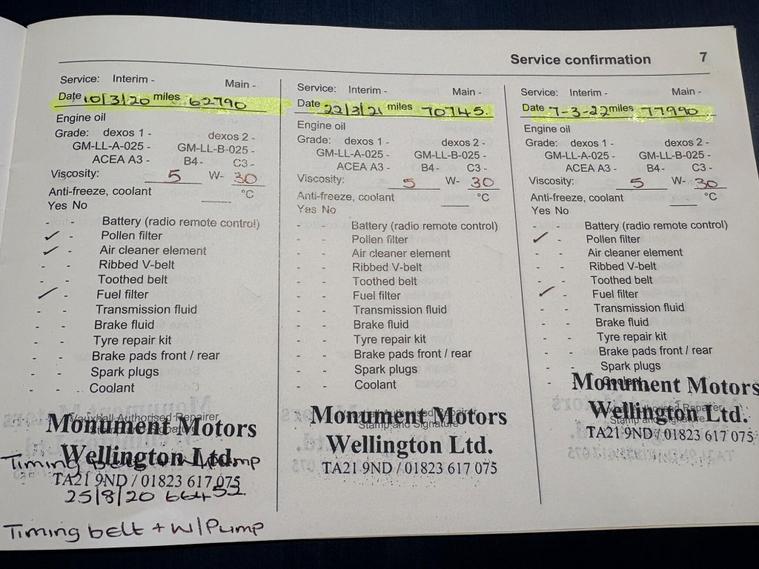 Service confirmation 7
Service: Interim - Main -
Date 10/3/20 miles 62790
Engine oil
Grade: dexos 1 - dexos 2 -
GM-LL-A-025 - GM-LL-B-025 -
ACEA A3 - B4- C3 -
Viscosity: 5 W- 30
Anti-freeze, coolant °C
Yes No
- - Battery (radio remote control)
✓ - Pollen filter
✓ - Air cleaner element
- - Ribbed V-belt
- - Toothed belt
✓ - Fuel filter
- - Transmission fluid
- - Brake fluid
- - Tyre repair kit
- - Brake pads front / rear
- - Spark plugs
- - Coolant
Vauxhall Authorised Repairer
Monument Motors
Wellington Ltd.
Timing
TA21 9ND / 01823 617 075
25/8/20 66452
Timing belt + W/Pump
Service: Interim - Main -
Date 22/3/21 miles 70745.
Engine oil
Grade: dexos 1 - dexos 2 -
GM-LL-A-025 - GM-LL-B-025 -
ACEA A3 - B4- C3 -
Viscosity: 5 W- 30
Anti-freeze, coolant °C
Yes No
- - Battery (radio remote control)
- - Pollen filter
- - Air cleaner element
- - Ribbed V-belt
- - Toothed belt
- - Fuel filter
- - Transmission fluid
- - Brake fluid
- - Tyre repair kit
- - Brake pads front / rear
- - Spark plugs
- - Coolant
Monument Motors
Stamp and Signature
Wellington Ltd.
TA21 9ND / 01823 617 075
Service: Interim - Main -
Date 7-3-22 miles 77990
Engine oil
Grade: dexos 1 - dexos 2 -
GM-LL-A-025 - GM-LL-B-025 -
ACEA A3 - B4- C3 -
Viscosity: 5 W- 30
Anti-freeze, coolant °C
Yes No
- - Battery (radio remote control)
✓ - Pollen filter
- - Air cleaner element
- - Ribbed V-belt
- - Toothed belt
✓ - Fuel filter
- - Transmission fluid
- - Brake fluid
- - Tyre repair kit
- - Brake pads front / rear
- - Spark plugs
- - Coolant
Monument Motors
Wellington Ltd.
TA21 9ND / 01823 617 075